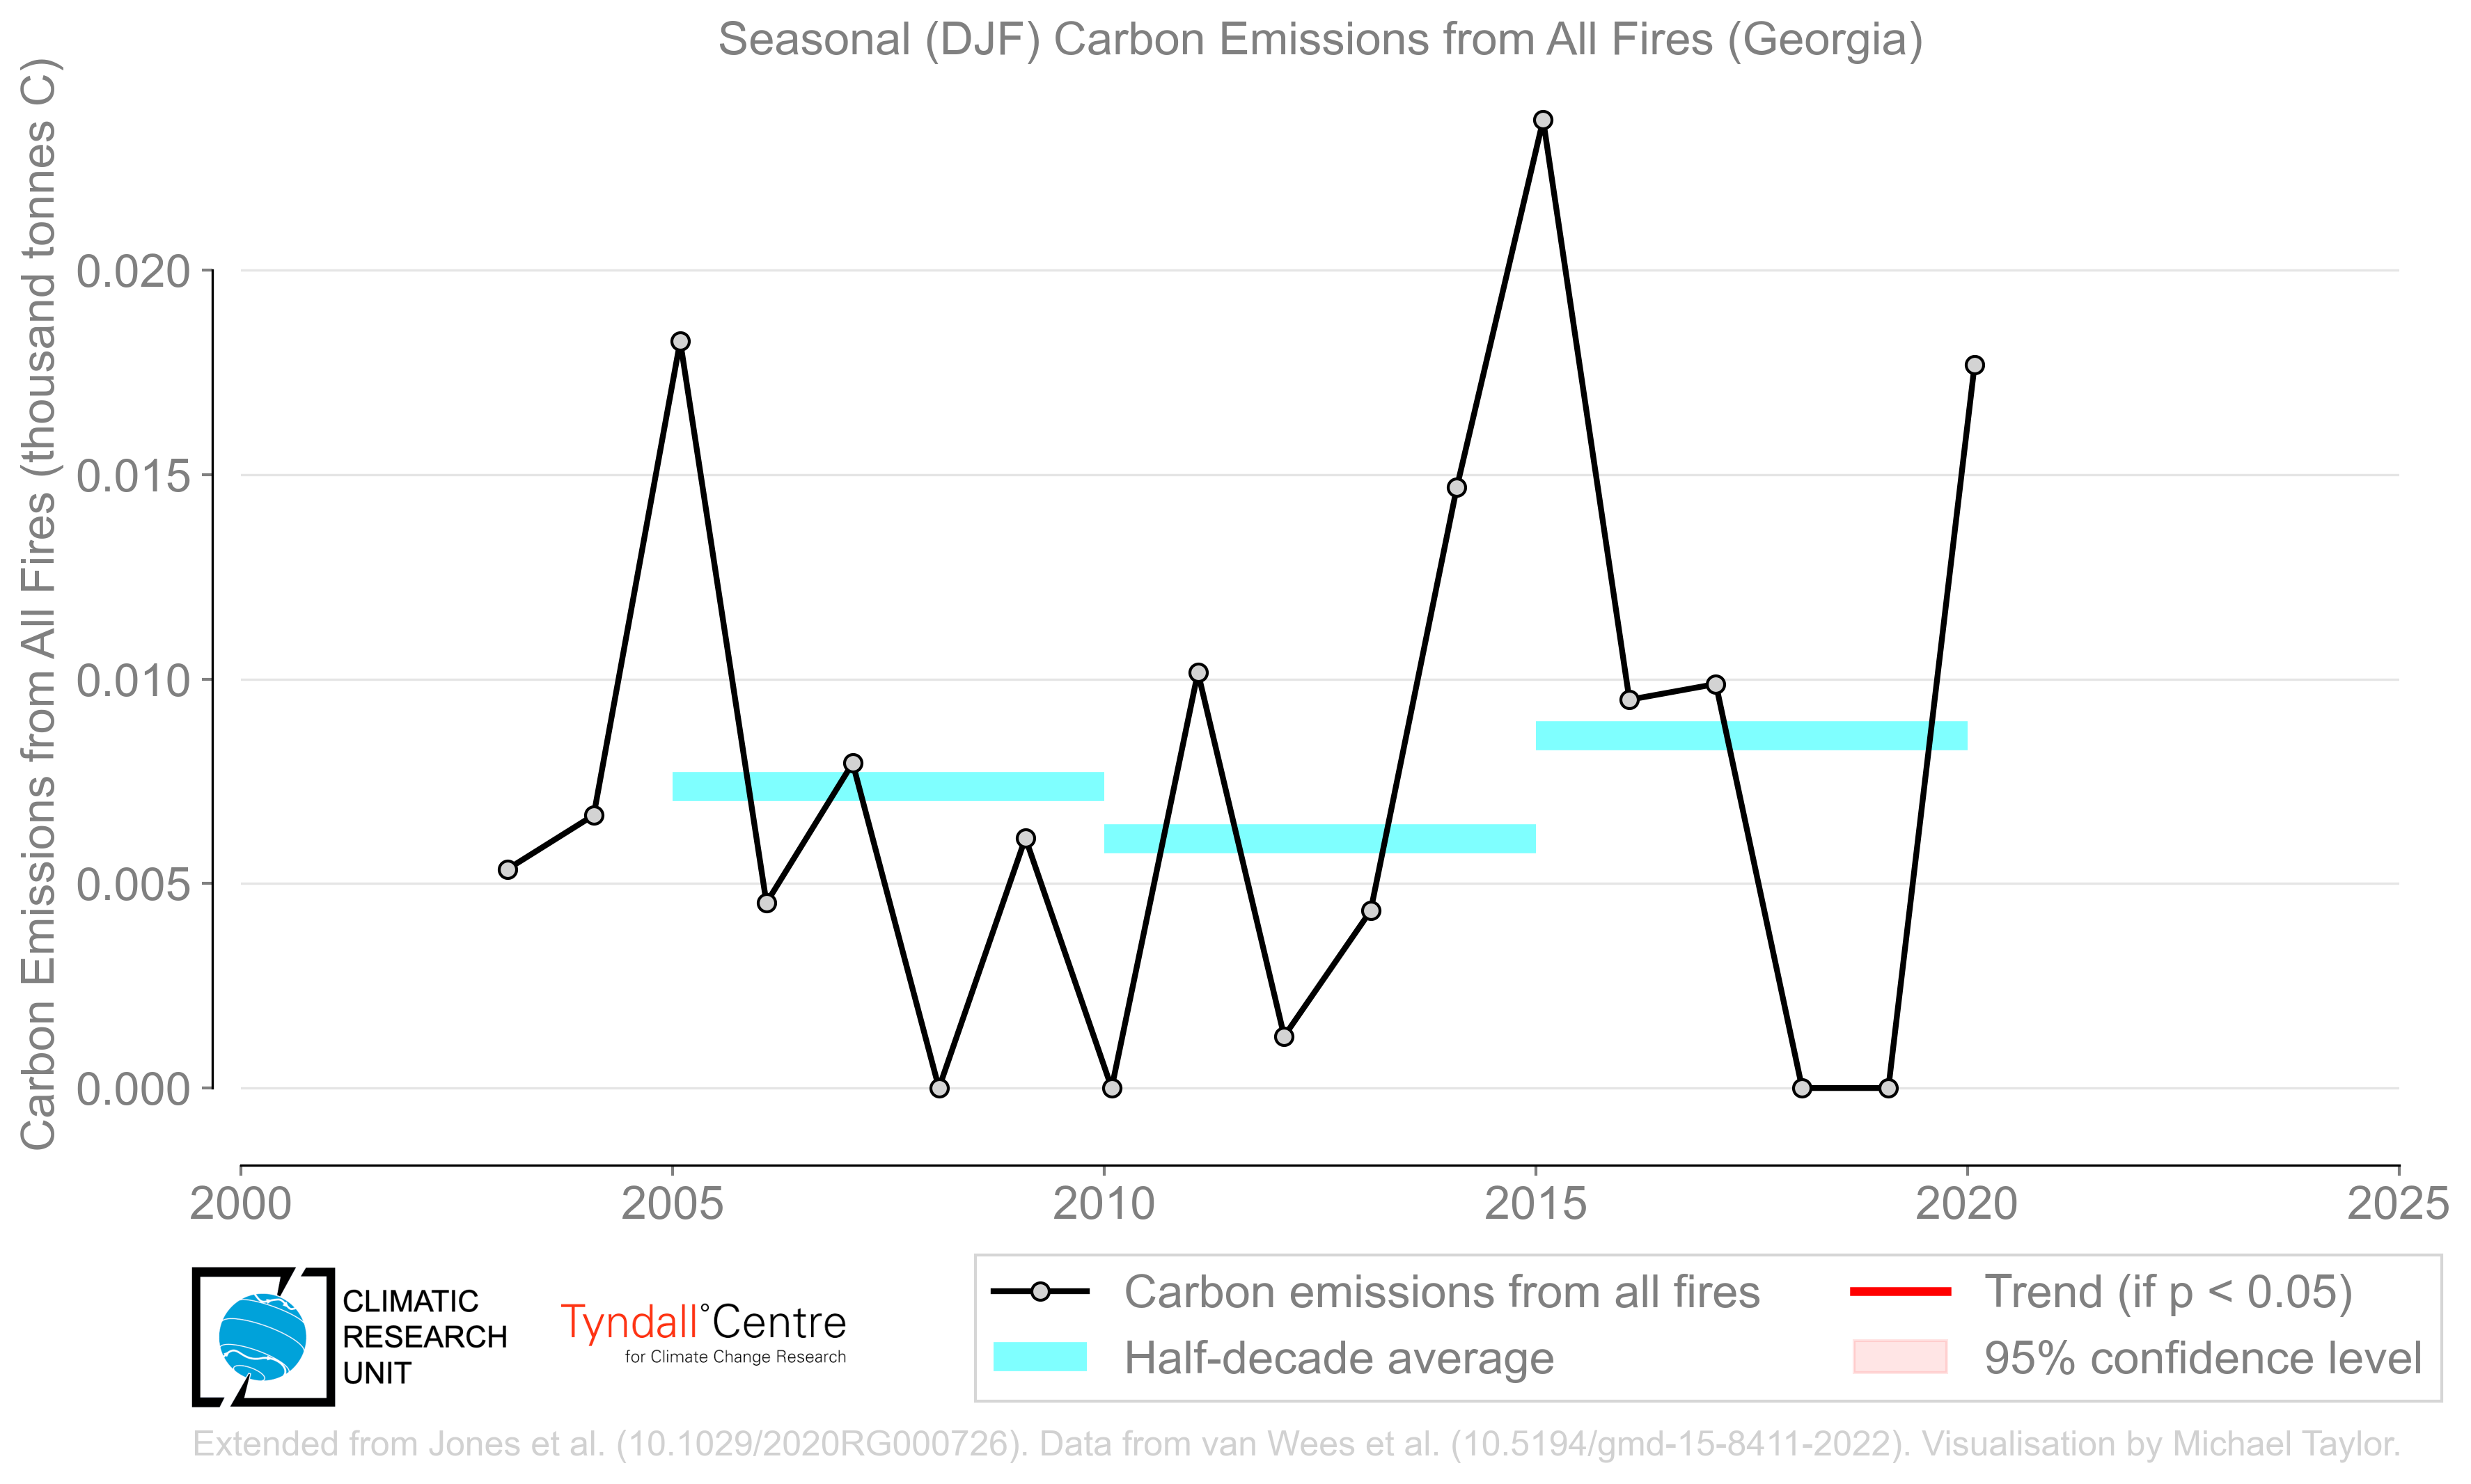 Seasonal (DJF) Carbon Emissions from All Fires (Georgia)
Carbon Emissions from All Fires (thousand tonnes C)
0.020
0.015
0.010
0.005
0.000
2000 2005 2010 2015 2020 2025
CLIMATIC
RESEARCH
UNIT
Tyndall°Centre
for Climate Change Research
Carbon emissions from all fires
Half-decade average
Trend (if p < 0.05)
95% confidence level
Extended from Jones et al. (10.1029/2020RG000726). Data from van Wees et al. (10.5194/gmd-15-8411-2022). Visualisation by Michael Taylor.